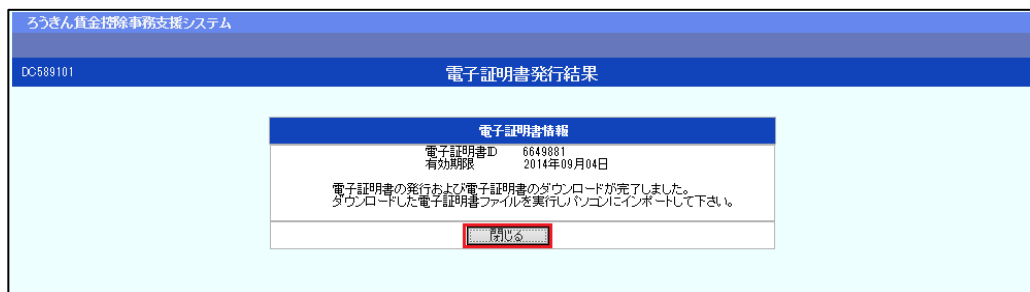 ろうきん賃金控除事務支援システム
DC589101
電子証明書発行結果
電子証明書情報
電子証明書ID 6649881
有効期限 2014年09月04日
電子証明書の発行および電子証明書のダウンロードが完了しました。
ダウンロードした電子証明書ファイルを実行しパソコンにインポートして下さい。
閉じる